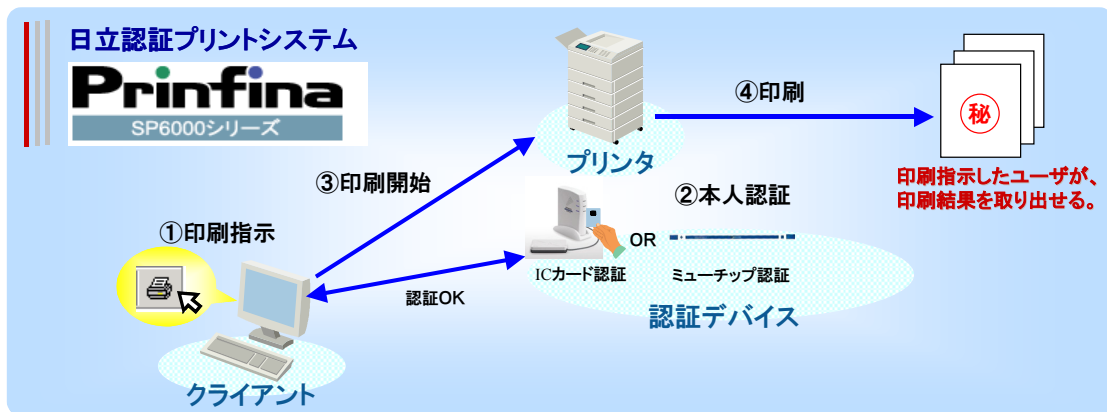 日立認証プリントシステム
Prinfina
SP6000シリーズ
①印刷指示
クライアント
③印刷開始
認証OK
プリンタ
②本人認証
ICカード認証
OR
ミューチップ認証
認証デバイス
④印刷
秘
印刷指示したユーザが、
印刷結果を取り出せる。